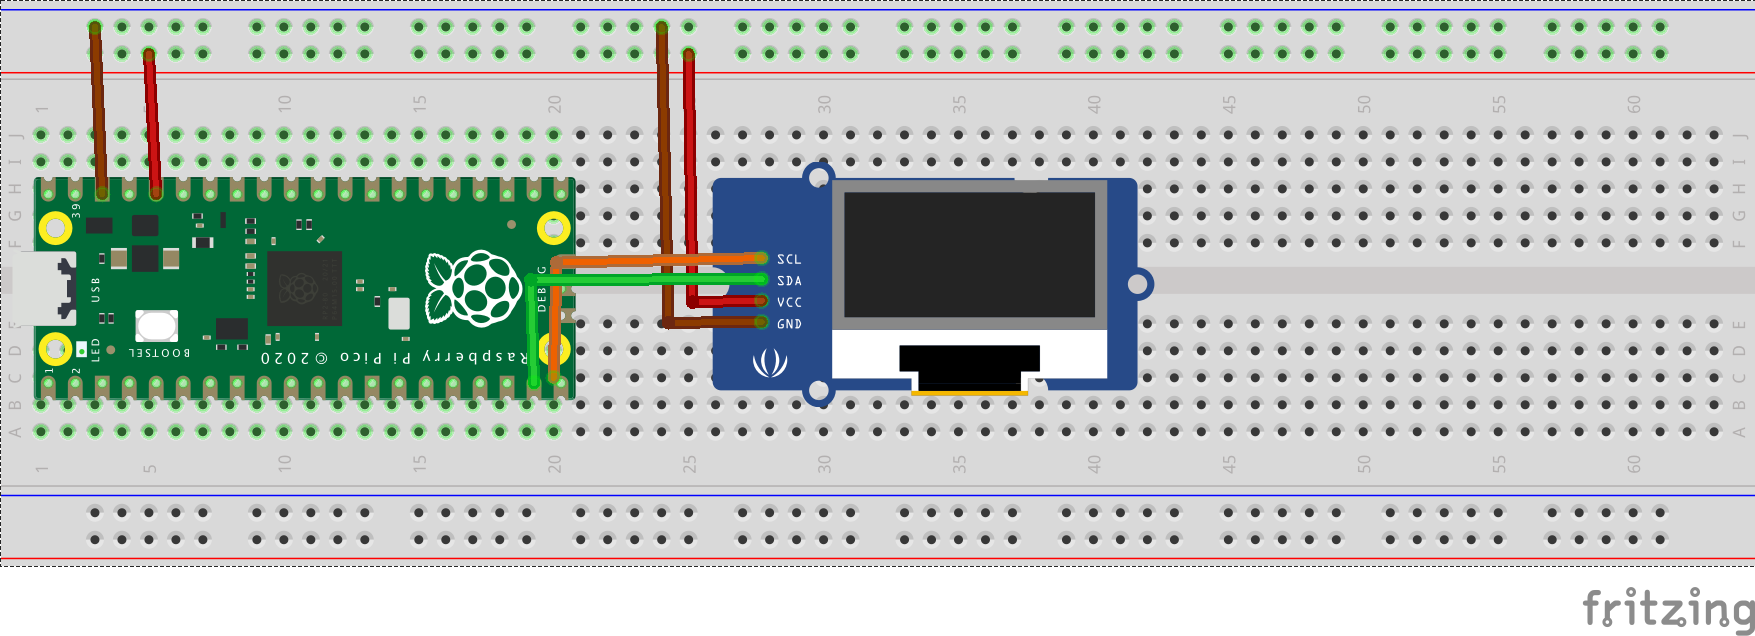 1 5 10 15 20 25 30 35 40 45 50 55 60
J J
I I
H H
G G
F F
39
USB
DEBUG
SCL
SDA
VCC
GND
LED
BOOTSEL
Raspberry Pi Pico © 2020
1
2
E E
D D
C C
B B
A A
1 5 10 15 20 25 30 35 40 45 50 55 60
fritzing